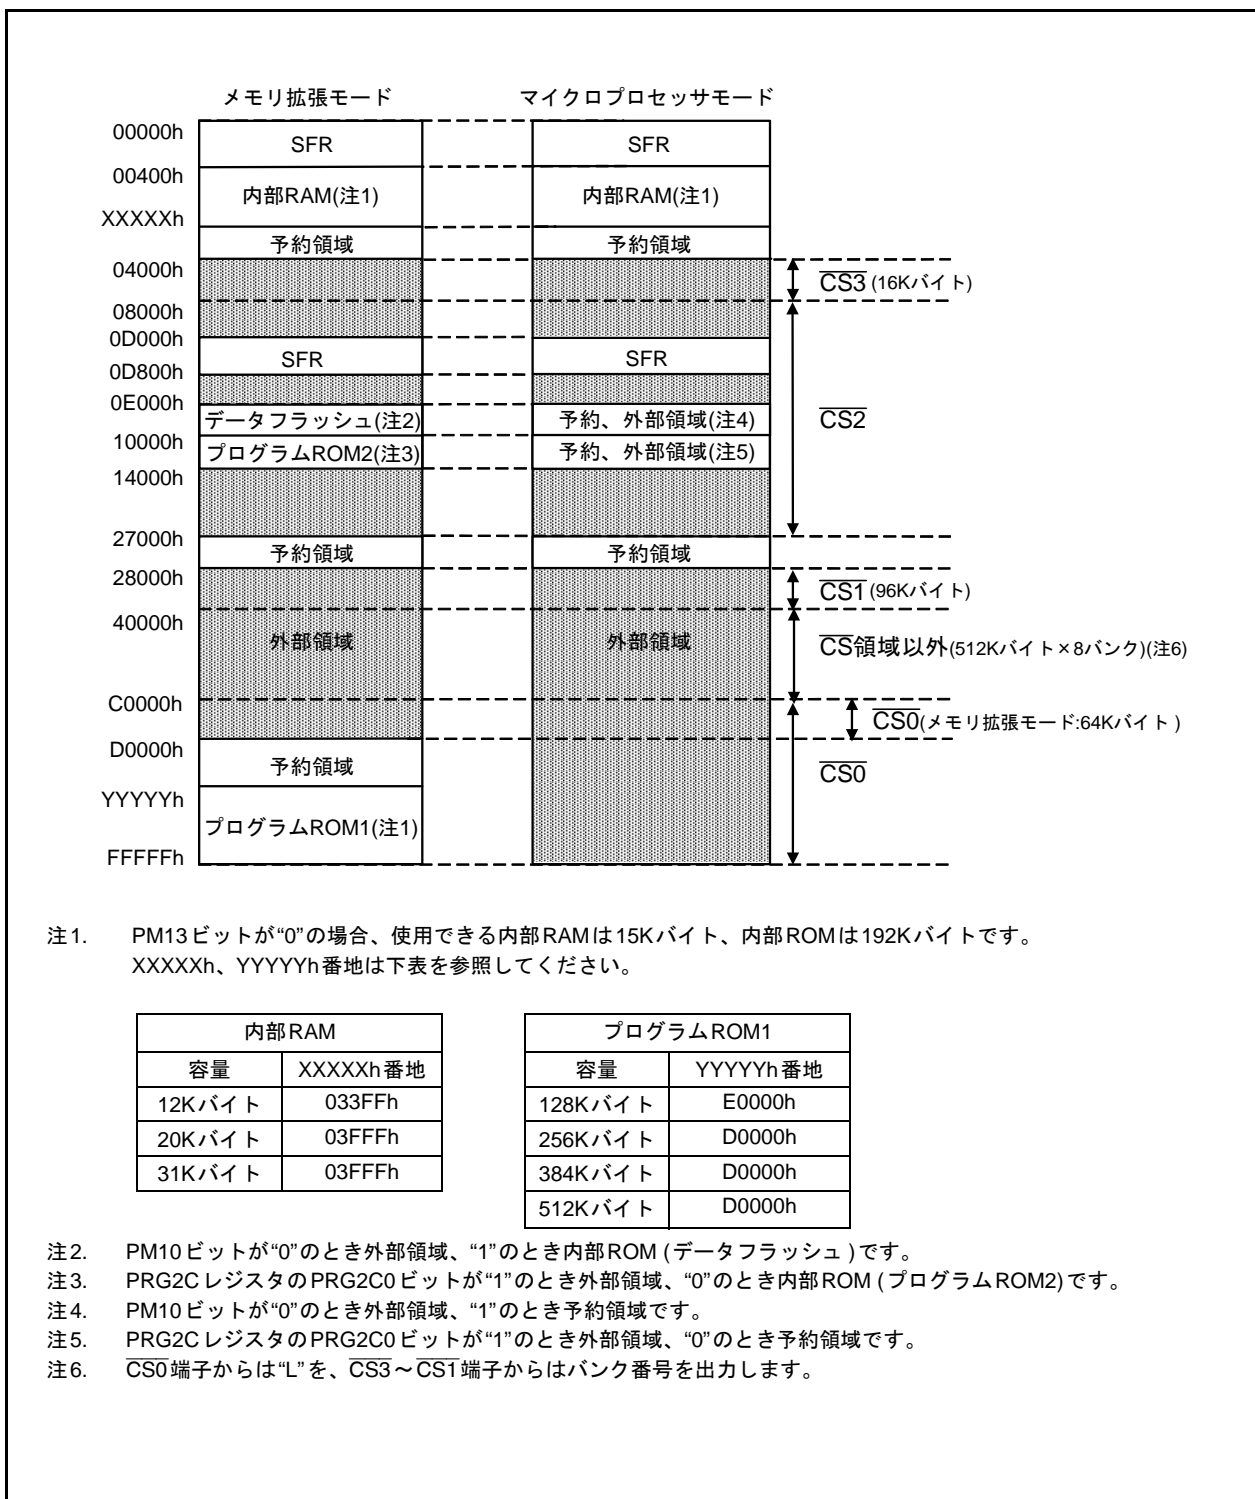 メモリ拡張モード マイクロプロセッサモード
00000h
SFR SFR
00400h
内部RAM(注1) 内部RAM(注1)
XXXXXh
予約領域 予約領域
04000h
CS3 (16Kバイト)
08000h
0D000h
SFR SFR
0D800h
0E000h
データフラッシュ(注2) 予約、外部領域(注4) CS2
10000h
プログラムROM2(注3) 予約、外部領域(注5)
14000h
27000h
予約領域 予約領域
28000h
CS1 (96Kバイト)
40000h
外部領域 外部領域 CS領域以外(512Kバイト×8バンク)(注6)
C0000h
CS0(メモリ拡張モード:64Kバイト)
D0000h
予約領域 CS0
YYYYYh
プログラムROM1(注1)
FFFFFh
注1. PM13ビットが“0”の場合、使用できる内部RAMは15Kバイト、内部ROMは192Kバイトです。
XXXXXh、YYYYYh番地は下表を参照してください。
内部RAM プログラムROM1
容量 XXXXXh番地 容量 YYYYYh番地
12Kバイト 033FFh 128Kバイト E0000h
20Kバイト 03FFFh 256Kバイト D0000h
31Kバイト 03FFFh 384Kバイト D0000h
512Kバイト D0000h
注2. PM10ビットが“0”のとき外部領域、“1”のとき内部ROM (データフラッシュ)です。
注3. PRG2CレジスタのPRG2C0ビットが“1”のとき外部領域、“0”のとき内部ROM (プログラムROM2)です。
注4. PM10ビットが“0”のとき外部領域、“1”のとき予約領域です。
注5. PRG2CレジスタのPRG2C0ビットが“1”のとき外部領域、“0”のとき予約領域です。
注6. CS0端子からは“L”を、CS3～CS1端子からはバンク番号を出力します。